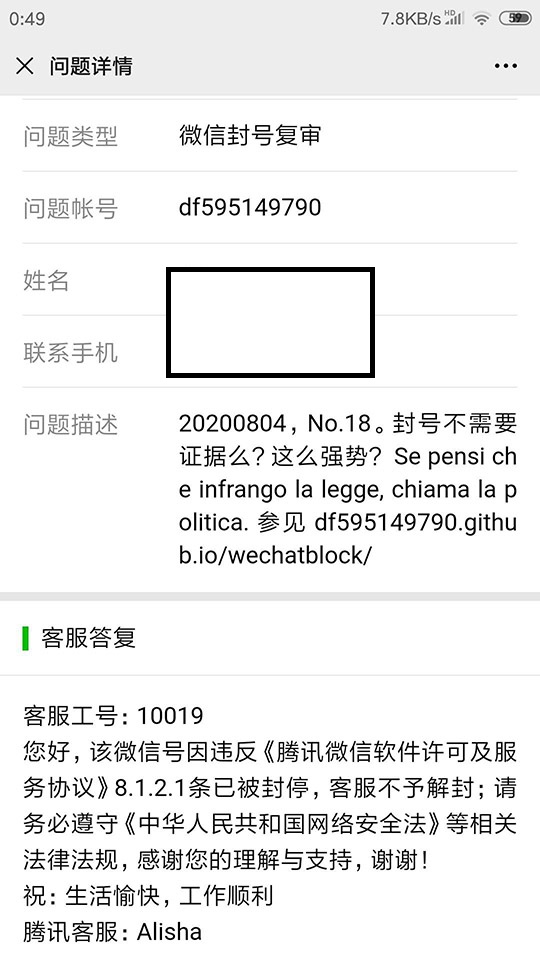 0:49 7.8KB/s HD 59
问题详情
问题类型 微信封号复审
问题帐号 df595149790
姓名
联系手机
问题描述 20200804，No.18。封号不需要
证据么？这么强势？ Se pensi ch
e infrango la legge, chiama la p
olitica. 参见 df595149790.githu
b.io/wechatblock/
客服答复
客服工号：10019
您好，该微信号因违反《腾讯微信软件许可及服
务协议》8.1.2.1条已被封停，客服不予解封；请
务必遵守《中华人民共和国网络安全法》等相关
法律法规，感谢您的理解与支持，谢谢！
祝：生活愉快，工作顺利
腾讯客服：Alisha